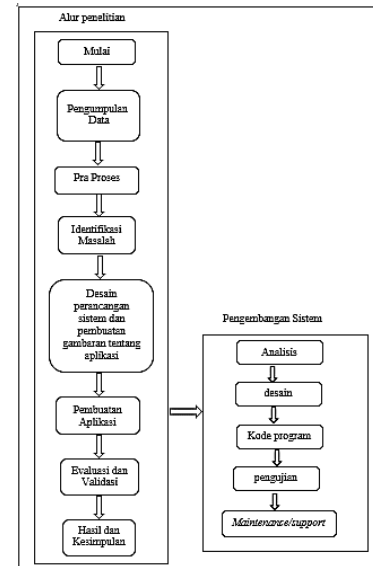 Alur penelitian
Mulai
Pengumpulan
Data
Pra Proses
Identifikasi
Masalah
Desain
perancangan
sistem dan
pembuatan
gambaran tentang
aplikasi
Pembuatan
Aplikasi
Evaluasi dan
Validasi
Hasil dan
Kesimpulan
Pengembangan Sistem
Analisis
desain
Kode program
pengujian
Maintenance/support